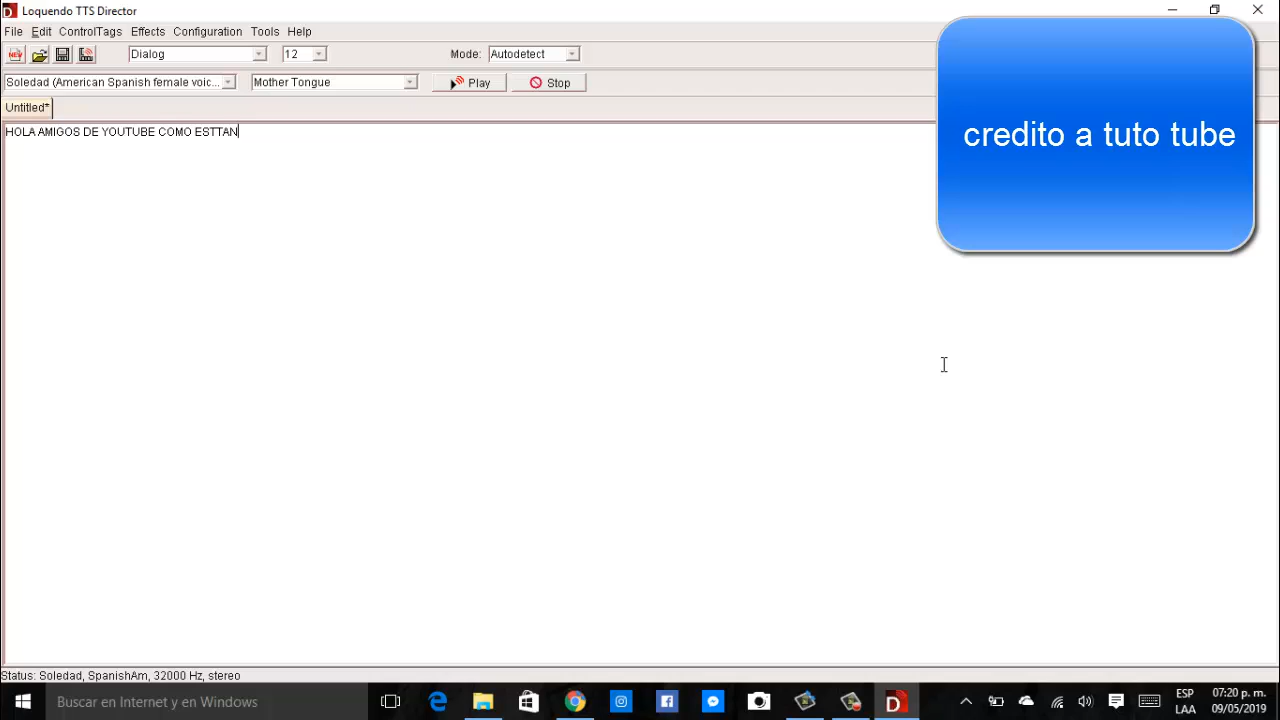 Loquendo TTS Director
File Edit ControlTags Effects Configuration Tools Help
NEW Dialog 12 Mode: Autodetect
Soledad (American Spanish female voic... Mother Tongue Play Stop
Untitled*
HOLA AMIGOS DE YOUTUBE COMO ESTTAN
credito a tuto tube
Status: Soledad, SpanishAm, 32000 Hz, stereo
Buscar en Internet y en Windows
ESP 07:20 p. m.
LAA 09/05/2019